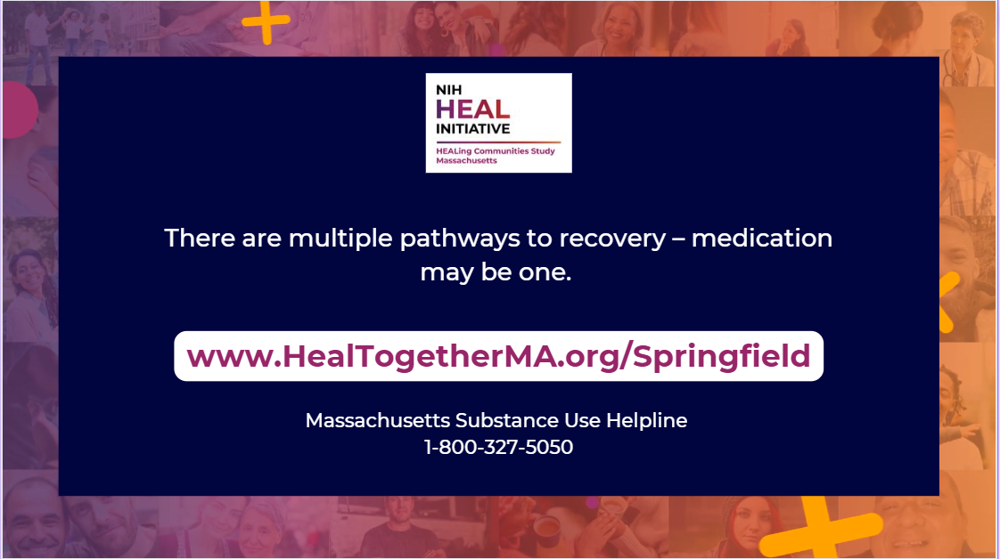 NIH
HEAL
INITIATIVE
HEALing Communities Study
Massachusetts
There are multiple pathways to recovery – medication
may be one.
www.HealTogetherMA.org/Springfield
Massachusetts Substance Use Helpline
1-800-327-5050